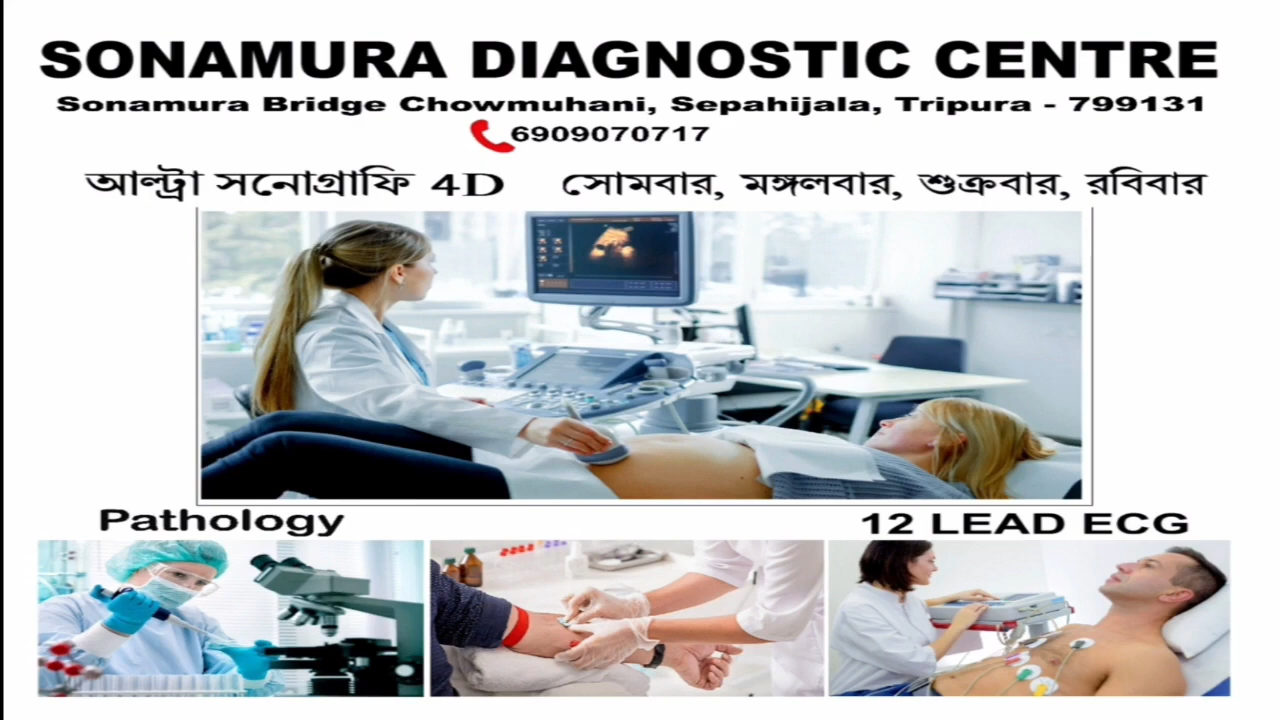 SONAMURA DIAGNOSTIC CENTRE
Sonamura Bridge Chowmuhani, Sepahijala, Tripura - 799131
6909070717
আল্ট্রা সনোগ্রাফি 4D সোমবার, মঙ্গলবার, শুক্রবার, রবিবার
Pathology
12 LEAD ECG